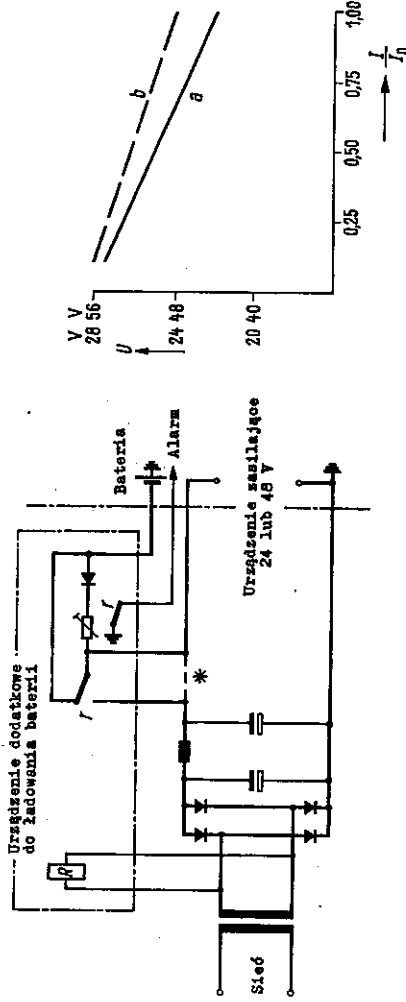 Urządzenie dodatkowe
do ładowania baterii
R
r
r
Bateria
Alarm
*
Sieć
Urządzenie zasilające
24 lub 48 V
V V
28 56
U
24 48
20 40
b
a
0,25
0,50
0,75
1,00
I
In